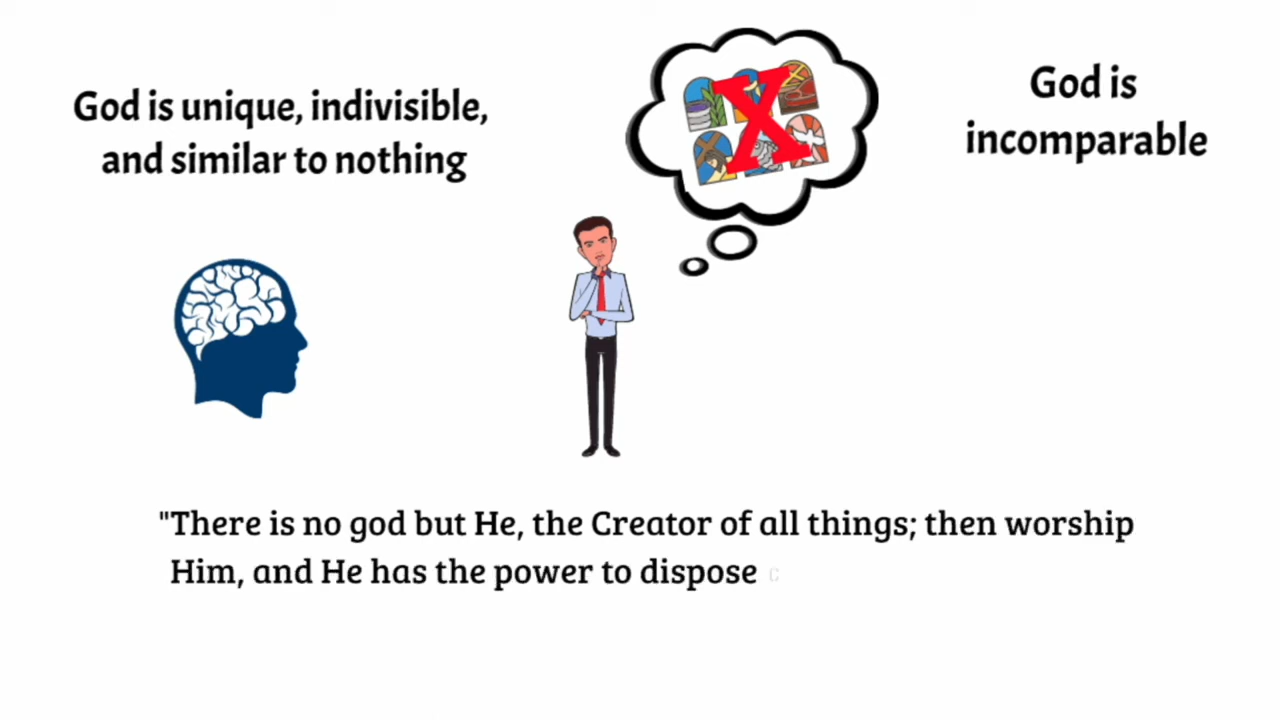 God is unique, indivisible,
and similar to nothing
God is
incomparable
"There is no god but He, the Creator of all things; then worship
Him, and He has the power to dispose